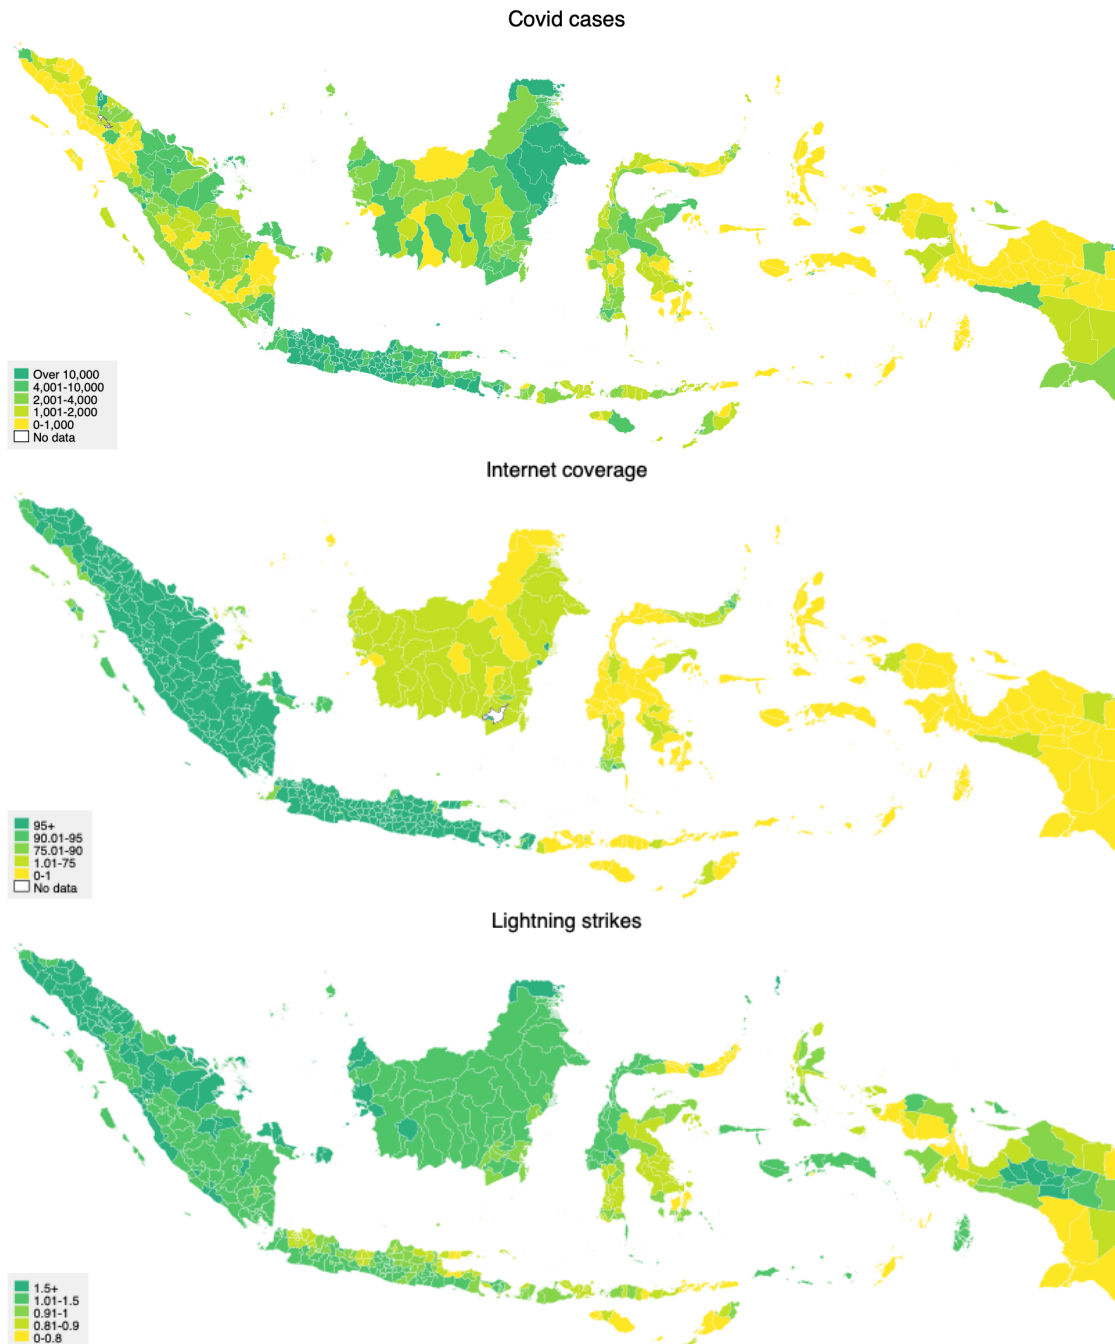 Covid cases
Over 10,000
4,001-10,000
2,001-4,000
1,001-2,000
0-1,000
No data
Internet coverage
95+
90.01-95
75.01-90
1.01-75
0-1
No data
Lightning strikes
1.5+
1.01-1.5
0.91-1
0.81-0.9
0-0.8